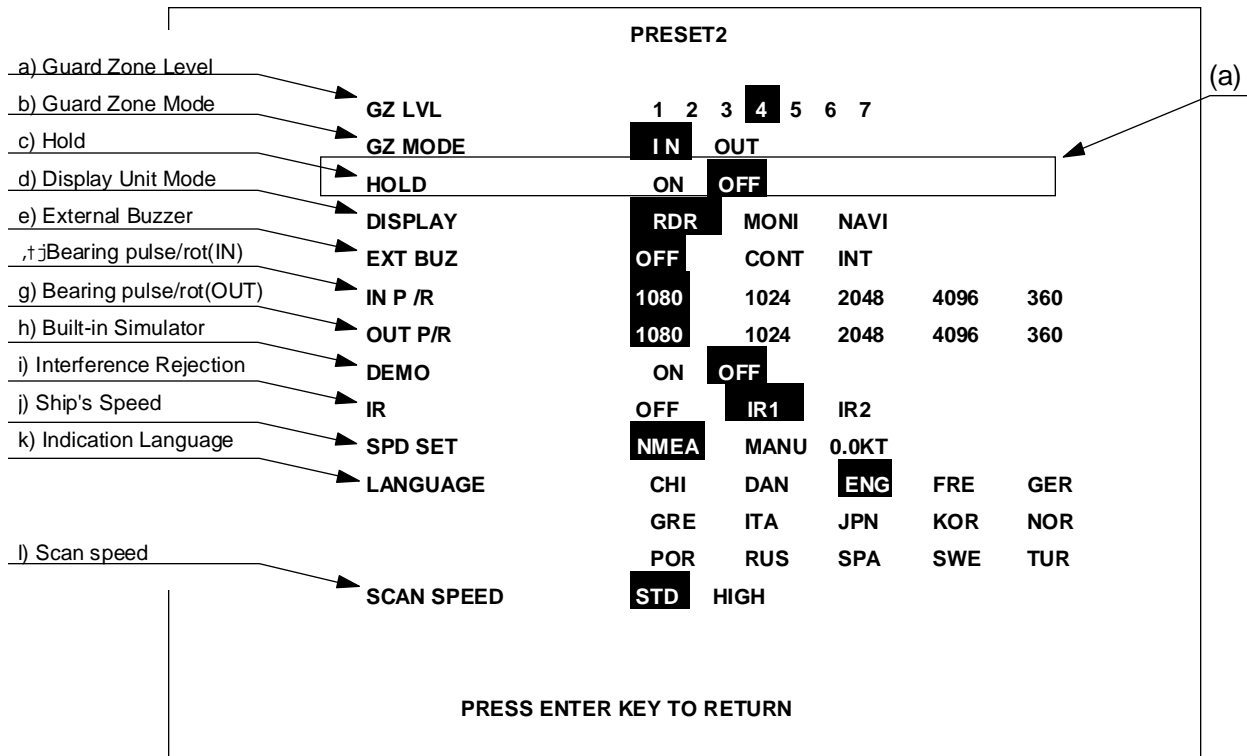 PRESET2
(a)
a) Guard Zone Level
GZ LVL 1 2 3 4 5 6 7
b) Guard Zone Mode
GZ MODE IN OUT
c) Hold
HOLD ON OFF
d) Display Unit Mode
DISPLAY RDR MONI NAVI
e) External Buzzer
EXT BUZ OFF CONT INT
‚†jBearing pulse/rot(IN)
IN P /R 1080 1024 2048 4096 360
g) Bearing pulse/rot(OUT)
OUT P/R 1080 1024 2048 4096 360
h) Built-in Simulator
DEMO ON OFF
i) Interference Rejection
IR OFF IR1 IR2
j) Ship's Speed
SPD SET NMEA MANU 0.0KT
k) Indication Language
LANGUAGE CHI DAN ENG FRE GER
GRE ITA JPN KOR NOR
POR RUS SPA SWE TUR
l) Scan speed
SCAN SPEED STD HIGH
PRESS ENTER KEY TO RETURN